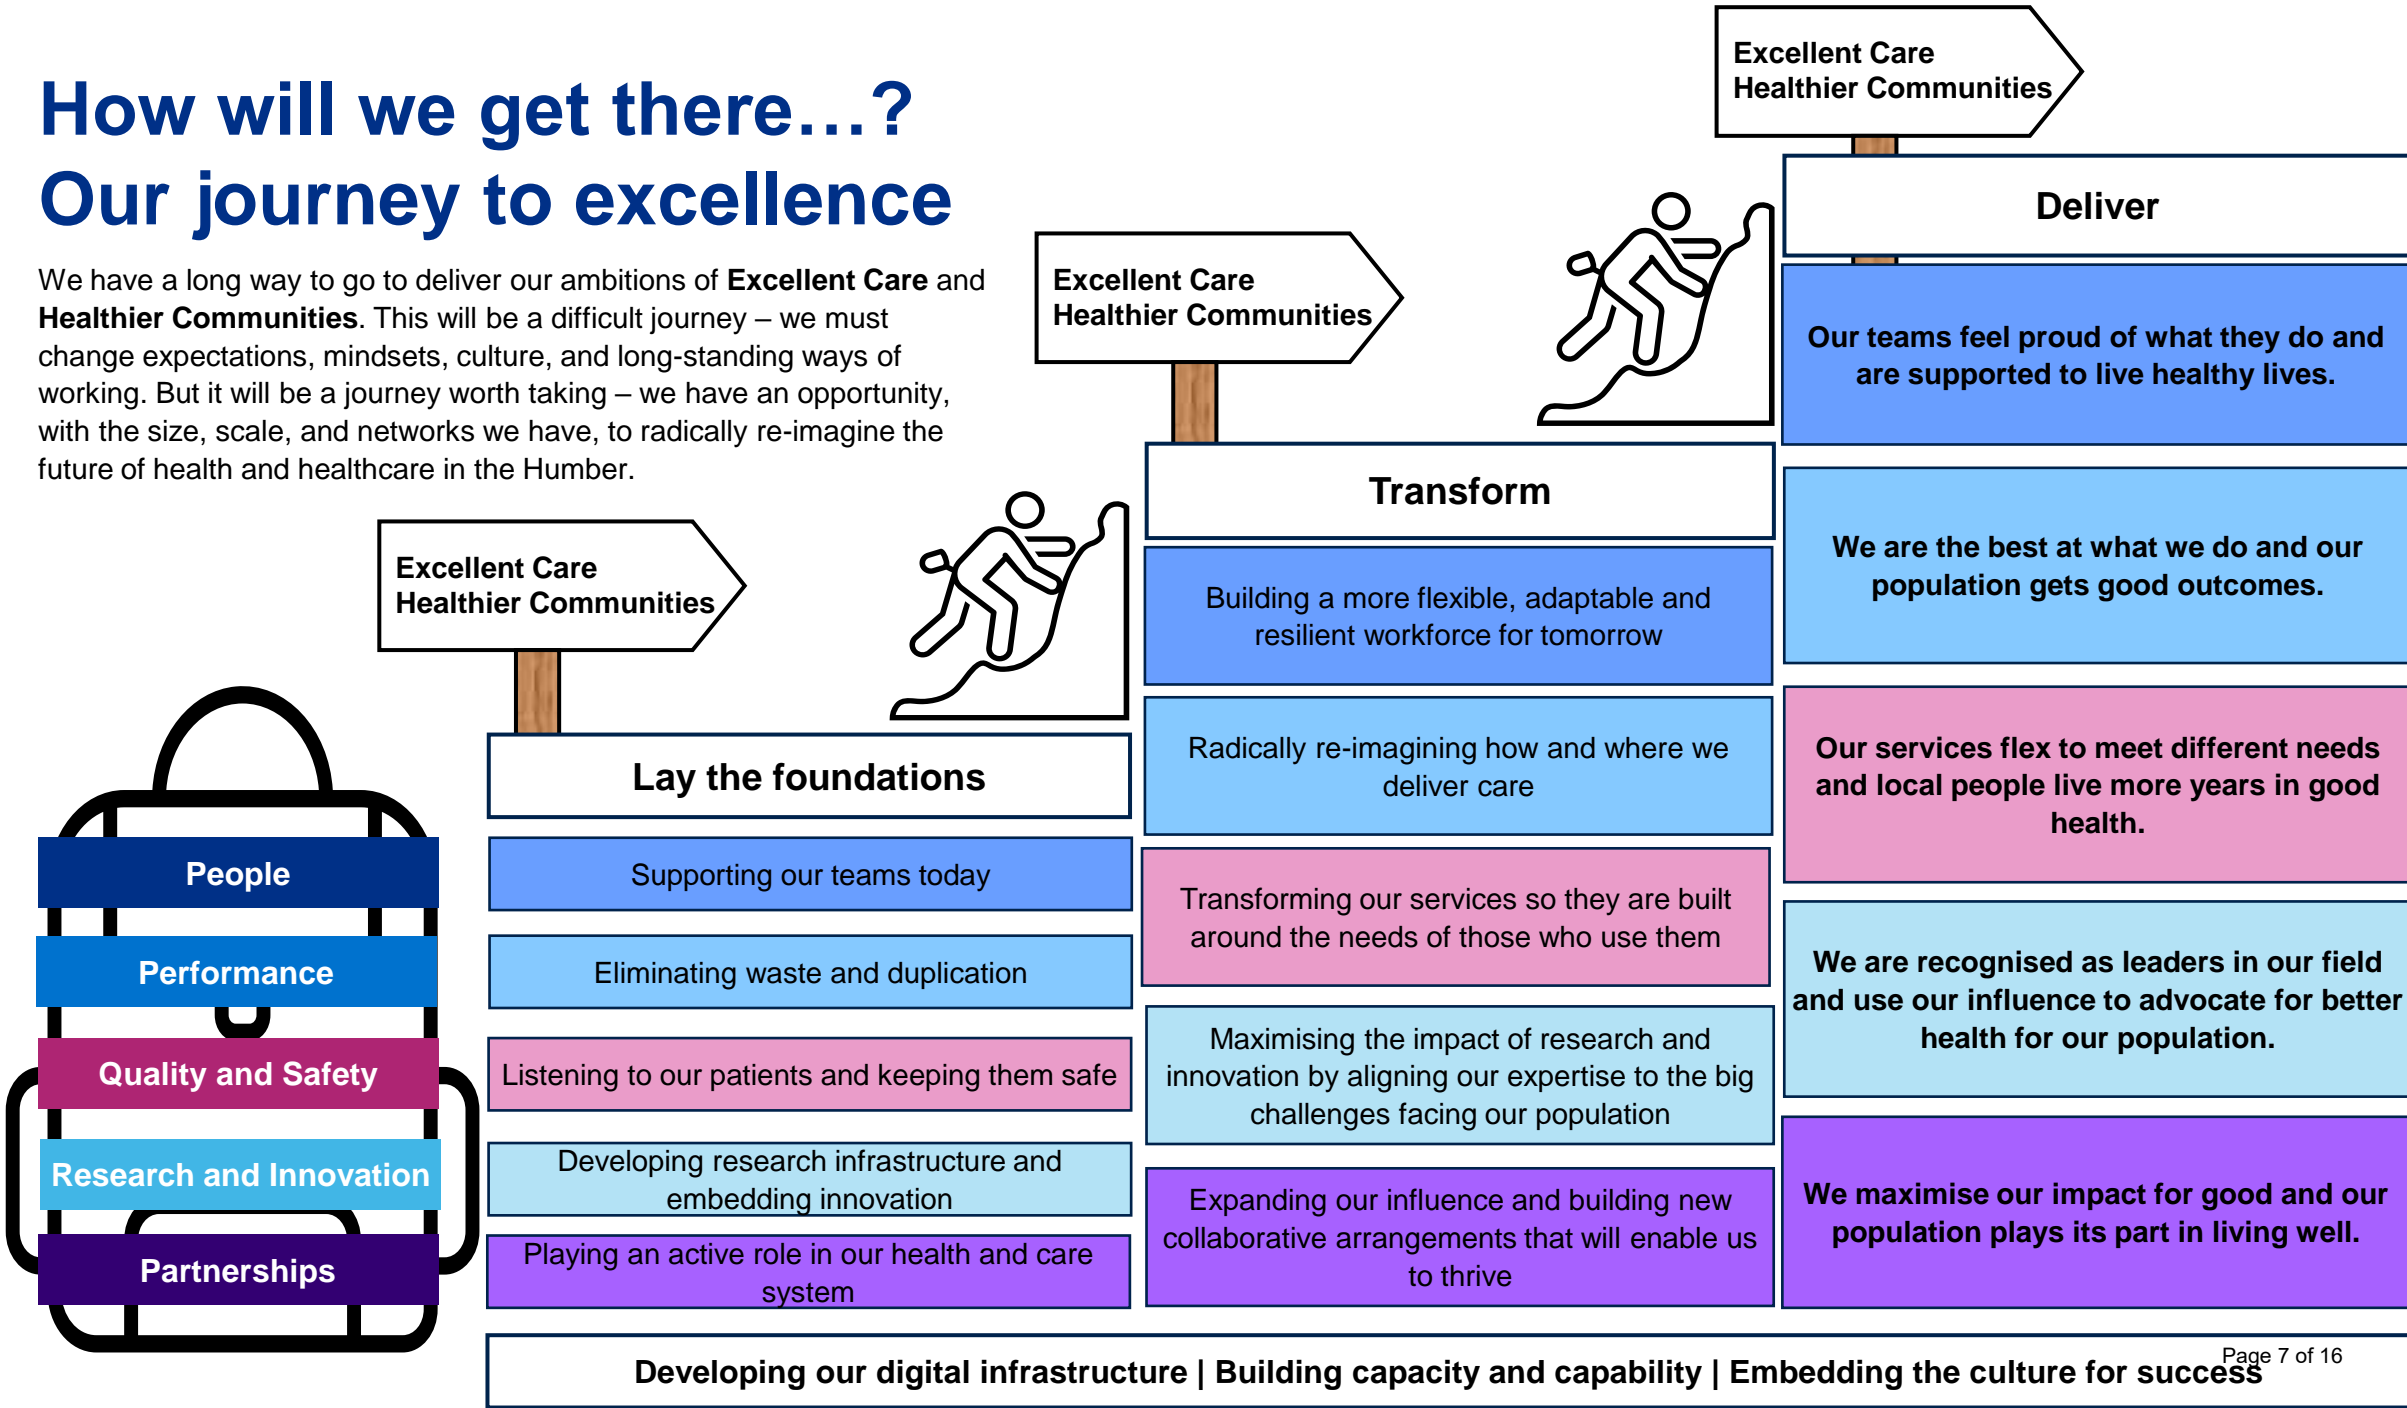 How will we get there…?
Our journey to excellence
We have a long way to go to deliver our ambitions of Excellent Care and
Healthier Communities. This will be a difficult journey – we must
change expectations, mindsets, culture, and long-standing ways of
working. But it will be a journey worth taking – we have an opportunity,
with the size, scale, and networks we have, to radically re-imagine the
future of health and healthcare in the Humber.
People
Performance
Quality and Safety
Research and Innovation
Partnerships
Excellent Care
Healthier Communities
Lay the foundations
Supporting our teams today
Eliminating waste and duplication
Listening to our patients and keeping them safe
Developing research infrastructure and
embedding innovation
Playing an active role in our health and care
system
Excellent Care
Healthier Communities
Transform
Building a more flexible, adaptable and
resilient workforce for tomorrow
Radically re-imagining how and where we
deliver care
Transforming our services so they are built
around the needs of those who use them
Maximising the impact of research and
innovation by aligning our expertise to the big
challenges facing our population
Expanding our influence and building new
collaborative arrangements that will enable us
to thrive
Excellent Care
Healthier Communities
Deliver
Our teams feel proud of what they do and
are supported to live healthy lives.
We are the best at what we do and our
population gets good outcomes.
Our services flex to meet different needs
and local people live more years in good
health.
We are recognised as leaders in our field
and use our influence to advocate for better
health for our population.
We maximise our impact for good and our
population plays its part in living well.
Developing our digital infrastructure | Building capacity and capability | Embedding the culture for success
Page 7 of 16